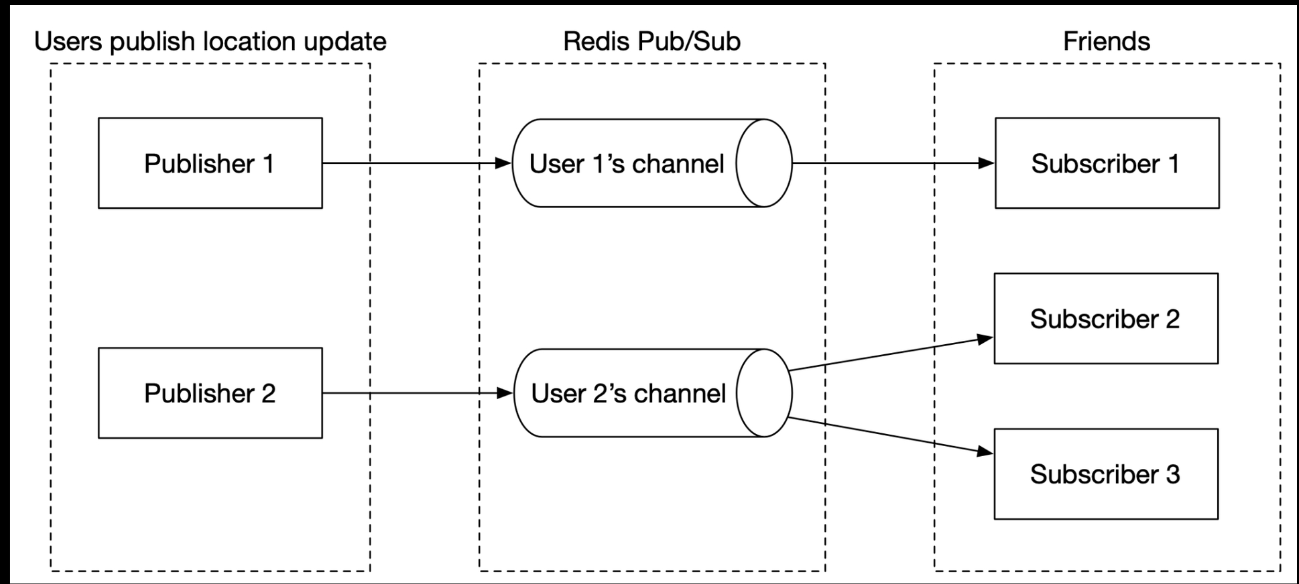 Users publish location update
Redis Pub/Sub
Friends
Publisher 1
User 1’s channel
Subscriber 1
Subscriber 2
Publisher 2
User 2’s channel
Subscriber 3